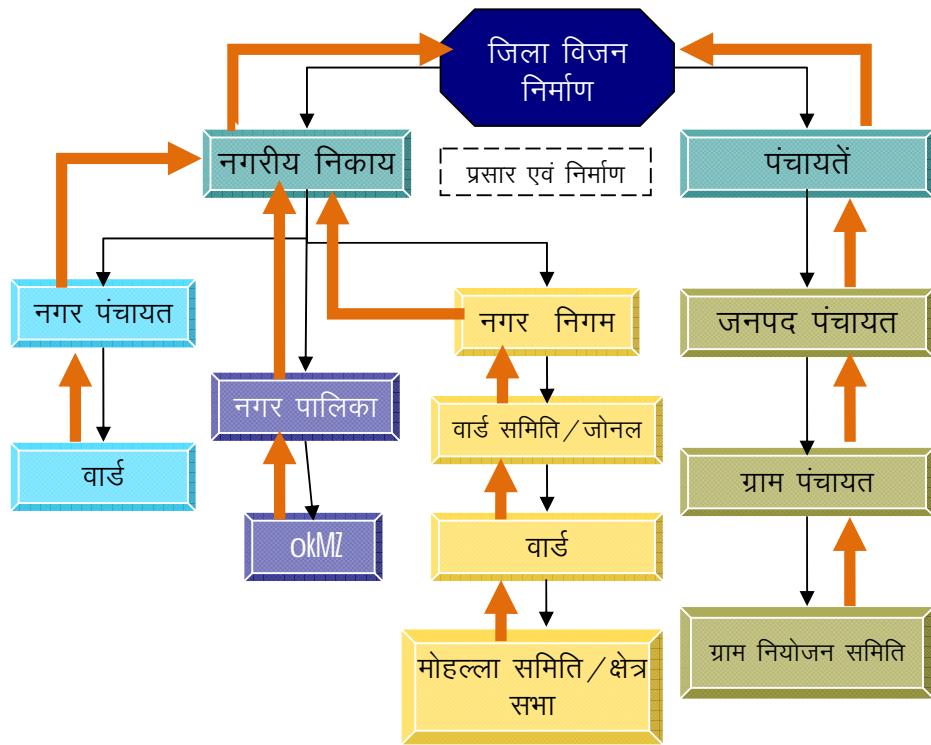 जिला विजन
निर्माण
नगरीय निकाय
प्रसार एवं निर्माण
पंचायतें
नगर पंचायत
नगर निगम
जनपद पंचायत
नगर पालिका
वार्ड समिति/जोनल
वार्ड
ग्राम पंचायत
okMZ
वार्ड
मोहल्ला समिति/क्षेत्र
सभा
ग्राम नियोजन समिति